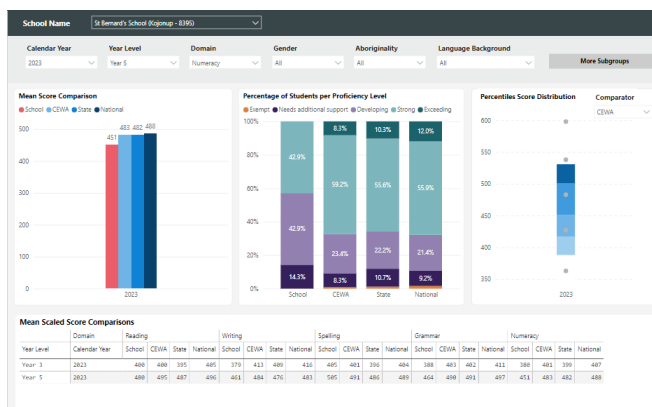 School Name St Bernard's School (Kojonup - 8395)
Calendar Year Year Level Domain Gender Aboriginality Language Background
2023 Year 5 Numeracy All All All More Subgroups
Mean Score Comparison
School CEWA State National
500
400
300
200
100
0
451 483 482 488
2023
Percentage of Students per Proficiency Level
Exempt Needs additional support Developing Strong Exceeding
100%
80%
60%
40%
20%
0%
8.3% 10.3% 12.0%
42.9% 59.2% 55.6% 55.9%
42.9% 23.4% 22.2% 21.4%
14.3% 8.3% 10.7% 9.2%
School CEWA State National
Percentiles Score Distribution Comparator
CEWA
600
550
500
450
400
350
2023
Mean Scaled Score Comparisons
Domain Reading Writing Spelling Grammar Numeracy
Year Level Calendar Year School CEWA State National School CEWA State National School CEWA State National School CEWA State National School CEWA State National
Year 3 2023 400 400 395 405 379 413 409 416 405 401 396 404 388 403 402 411 380 401 399 407
Year 5 2023 480 495 487 496 461 484 476 483 505 491 486 489 464 490 491 497 451 483 482 488